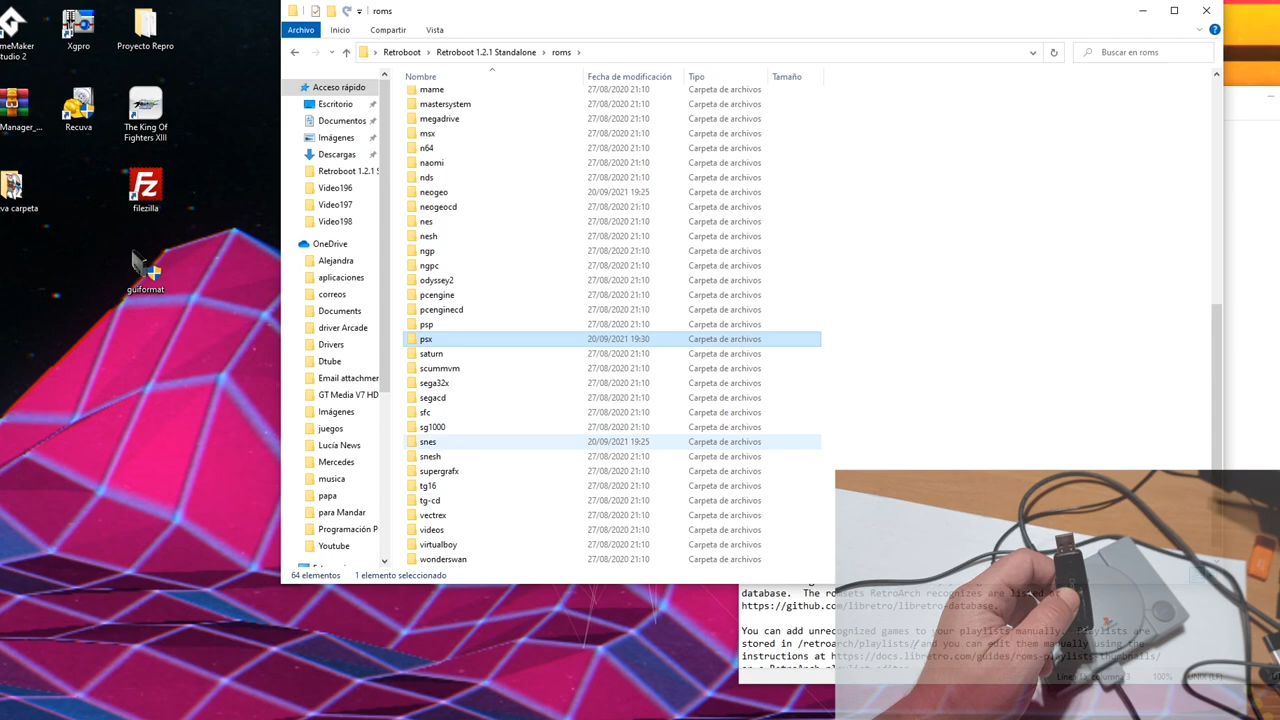 roms
Archivo Inicio Compartir Vista
Retroboot Retroboot 1.2.1 Standalone roms
Buscar en roms
Nombre Fecha de modificación Tipo Tamaño
mame 27/08/2020 21:10 Carpeta de archivos
mastersystem 27/08/2020 21:10 Carpeta de archivos
megadrive 27/08/2020 21:10 Carpeta de archivos
msx 27/08/2020 21:10 Carpeta de archivos
n64 27/08/2020 21:10 Carpeta de archivos
naomi 27/08/2020 21:10 Carpeta de archivos
nds 27/08/2020 21:10 Carpeta de archivos
neogeo 20/09/2021 19:25 Carpeta de archivos
neogeocd 27/08/2020 21:10 Carpeta de archivos
nes 27/08/2020 21:10 Carpeta de archivos
nesh 27/08/2020 21:10 Carpeta de archivos
ngp 27/08/2020 21:10 Carpeta de archivos
ngpc 27/08/2020 21:10 Carpeta de archivos
odyssey2 27/08/2020 21:10 Carpeta de archivos
pcengine 27/08/2020 21:10 Carpeta de archivos
pcenginecd 27/08/2020 21:10 Carpeta de archivos
psp 27/08/2020 21:10 Carpeta de archivos
psx 20/09/2021 19:30 Carpeta de archivos
saturn 27/08/2020 21:10 Carpeta de archivos
scummvm 27/08/2020 21:10 Carpeta de archivos
sega32x 27/08/2020 21:10 Carpeta de archivos
segacd 27/08/2020 21:10 Carpeta de archivos
sfc 27/08/2020 21:10 Carpeta de archivos
sg1000 27/08/2020 21:10 Carpeta de archivos
snes 20/09/2021 19:25 Carpeta de archivos
snesh 27/08/2020 21:10 Carpeta de archivos
supergrafx 27/08/2020 21:10 Carpeta de archivos
tg16 27/08/2020 21:10 Carpeta de archivos
tg-cd 27/08/2020 21:10 Carpeta de archivos
vectrex 27/08/2020 21:10 Carpeta de archivos
videos 27/08/2020 21:10 Carpeta de archivos
virtualboy 27/08/2020 21:10 Carpeta de archivos
wonderswan 27/08/2020 21:10 Carpeta de archivos
Acceso rápido
Escritorio
Documentos
Imágenes
Descargas
Retroboot 1.2.1 S
Video196
Video197
Video198
OneDrive
Alejandra
aplicaciones
correos
Documents
driver Arcade
Drivers
Dtube
Email attachmer
GT Media V7 HD
Imágenes
juegos
Lucía News
Mercedes
musica
papa
para Mandar
Programación P
Youtube
64 elementos 1 elemento seleccionado
meMaker
Studio 2
Xgpro
Proyecto Repro
Manager_...
Recuva
The King Of
Fighters XIII
va carpeta
Fz
filezilla
guiformat
database. The romsets RetroArch recognizes are listed at
https://github.com/libretro/libretro-database.
You can add unrecognized games to your playlists manually. Playlists are
stored in /retroarch/playlists/ and you can edit them manually using the
instructions at https://docs.libretro.com/guides/roms-playlists-thumbnails/
100% UNIX (LF)